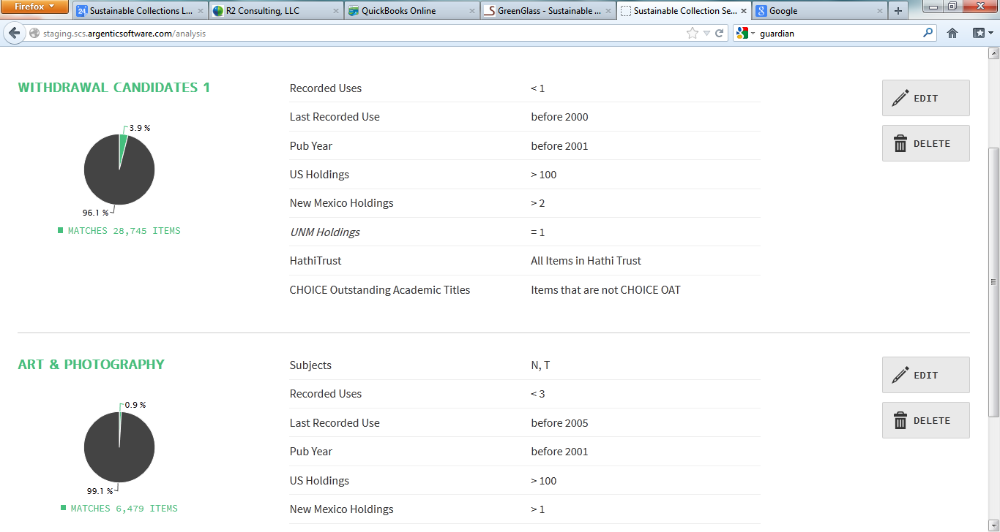 Firefox
Sustainable Collections L...
R2 Consulting, LLC
QuickBooks Online
GreenGlass - Sustainable ...
Sustainable Collection Se...
Google
staging.scs.argenticsoftware.com/analysis
guardian
WITHDRAWAL CANDIDATES 1
3.9 %
96.1 %
MATCHES 28,745 ITEMS
Recorded Uses < 1
Last Recorded Use before 2000
Pub Year before 2001
US Holdings > 100
New Mexico Holdings > 2
UNM Holdings = 1
HathiTrust All Items in Hathi Trust
CHOICE Outstanding Academic Titles Items that are not CHOICE OAT
EDIT
DELETE
ART & PHOTOGRAPHY
0.9 %
99.1 %
MATCHES 6,479 ITEMS
Subjects N, T
Recorded Uses < 3
Last Recorded Use before 2005
Pub Year before 2001
US Holdings > 100
New Mexico Holdings > 1
EDIT
DELETE